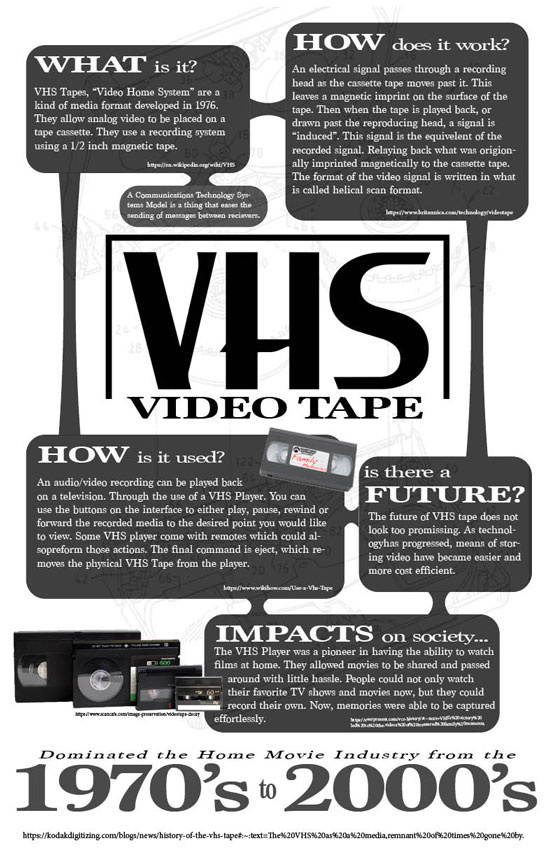 WHAT is it?
VHS Tapes, “Video Home System” are a
kind of media format developed in 1976.
They allow analog video to be placed on a
tape cassette. They use a recording system
using a 1/2 inch magnetic tape.
https://en.wikipedia.org/wiki/VHS
A Communications Technology Sys-
tems Model is a thing that eases the
sending of messages between recievers.
HOW does it work?
An electrical signal passes through a recording
head as the cassette tape moves past it. This
leaves a magnetic imprint on the surface of the
tape. Then when the tape is played back, or
drawn past the reproducing head, a signal is
“induced”. This signal is the equivelent of the
recorded signal. Relaying back what was origion-
ally imprinted magnetically to the cassette tape.
The format of the video signal is written in what
is called helical scan format.
https://www.britannica.com/technology/videotape
VHS
VIDEO TAPE
HOW is it used?
An audio/video recording can be played back
on a television. Through the use of a VHS Player. You can
use the buttons on the interface to either play, pause, rewind or
forward the recorded media to the desired point you would like
to view. Some VHS player come with remotes which could al-
sopreform those actions. The final command is eject, which re-
moves the physical VHS Tape from the player.
https://www.wikihow.com/Use-a-Vhs-Tape
Family
is there a
FUTURE?
The future of VHS tape does not
look too promising. As technol-
ogyhas progressed, means of stor-
ing video have became easier and
more cost efficient.
IMPACTS on society...
The VHS Player was a pioneer in having the ability to watch
films at home. They allowed movies to be shared and passed
around with little hassle. People could not only watch
their favorite TV shows and movies now, but they could
record their own. Now, memories were able to be captured
effortlessly.
https://www.scancafe.com/image-preservation/videotape-decay
Dominated the Home Movie Industry from the
1970’s to 2000’s
https://kodakdigitizing.com/blogs/news/history-of-the-vhs-tape#:~:text=The%20VHS%20as%20a%20media,remnant%20of%20times%20gone%20by.